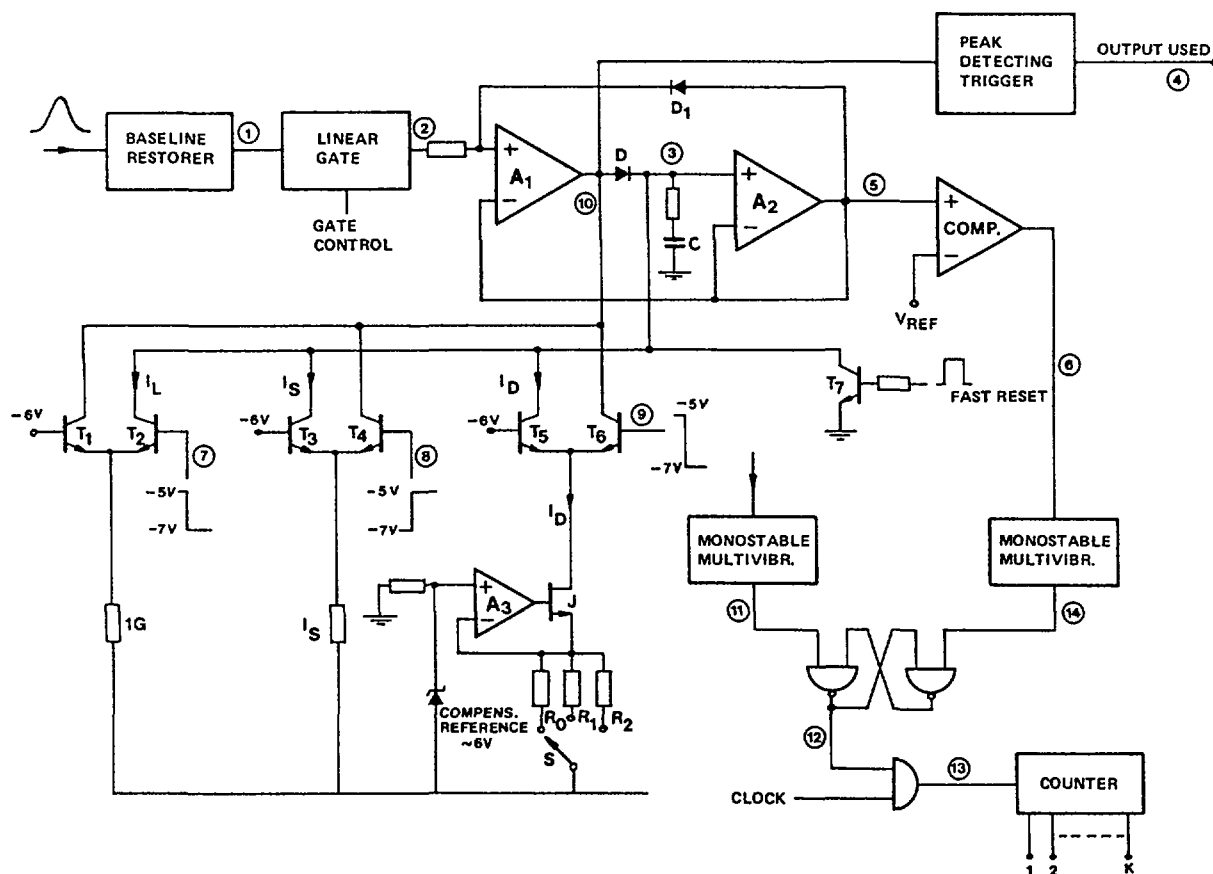 PEAK
DETECTING
TRIGGER
OUTPUT USED
4
BASELINE
RESTORER
1
LINEAR
GATE
2
GATE
CONTROL
D1
+
A1
−
10
D
3
C
+
A2
−
5
+
COMP.
−
VREF
6
IL
IS
ID
−6V
T1
T2
7
−5V
−7V
−6V
T3
T4
8
−5V
−7V
−6V
T5
T6
9
−5V
−7V
T7
FAST RESET
ID
1G
IS
+
A3
−
J
COMPENS.
REFERENCE
~6V
R0
R1
R2
S
MONOSTABLE
MULTIVIBR.
11
MONOSTABLE
MULTIVIBR.
14
12
CLOCK
13
COUNTER
1
2
K